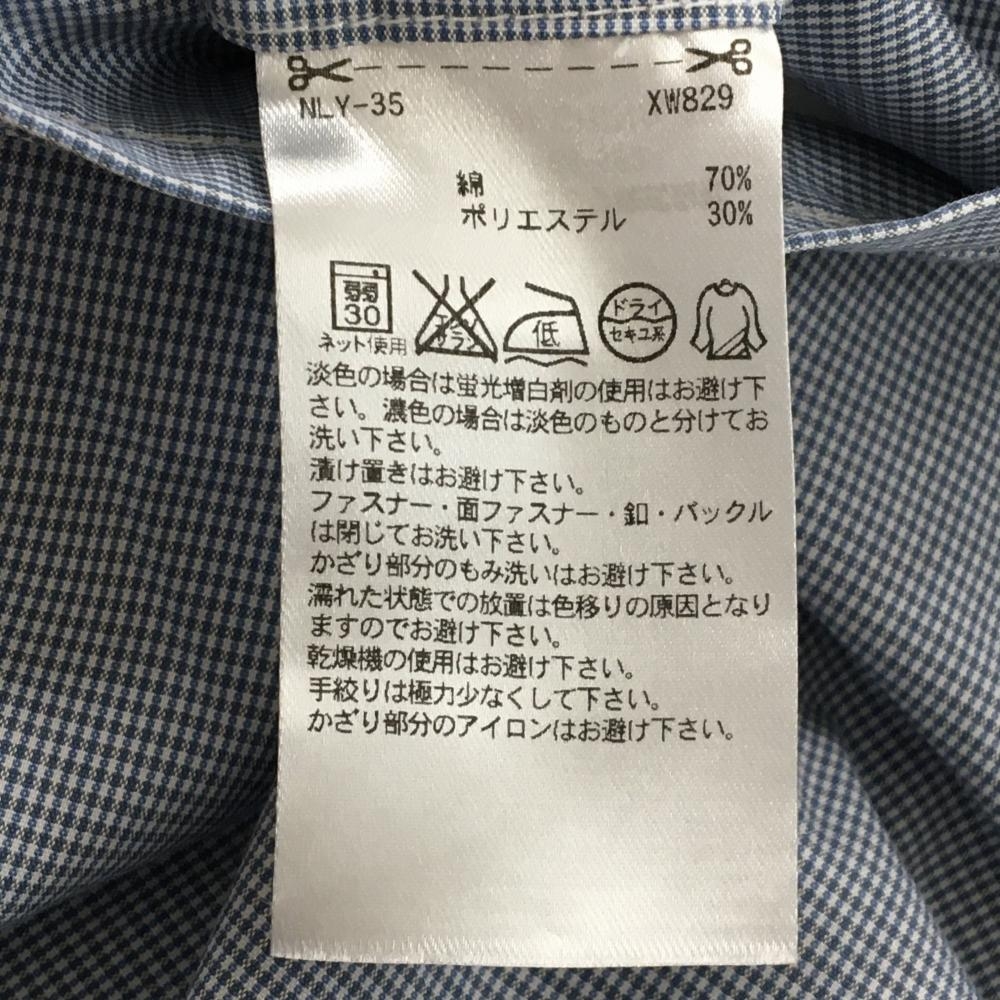 NLY-35 XW829
綿 70%
ポリエステル 30%
弱
30
ネット使用
エンソ
サラシ
低
ドライ
セキユ系
淡色の場合は蛍光増白剤の使用はお避け下
さい。濃色の場合は淡色のものと分けてお
洗い下さい。
漬け置きはお避け下さい。
ファスナー・面ファスナー・釦・バックル
は閉じてお洗い下さい。
かざり部分のもみ洗いはお避け下さい。
濡れた状態での放置は色移りの原因となり
ますのでお避け下さい。
乾燥機の使用はお避け下さい。
手絞りは極力少なくして下さい。
かざり部分のアイロンはお避け下さい。